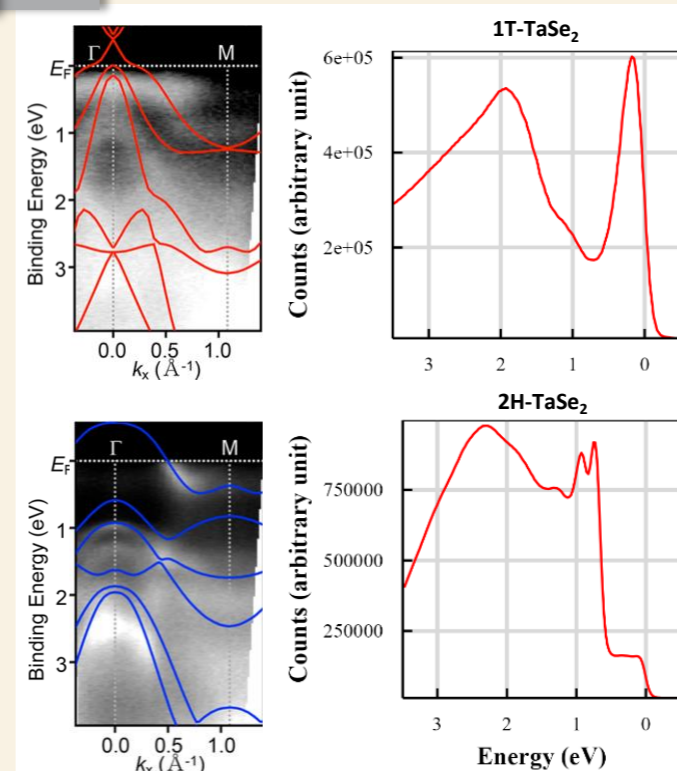 1T-TaSe₂
Γ
M
E_F
1
2
3
Binding Energy (eV)
0.0
0.5
1.0
kₓ (Å⁻¹)
6e+05
4e+05
2e+05
Counts (arbitrary unit)
3
2
1
0
2H-TaSe₂
Γ
M
E_F
1
2
3
Binding Energy (eV)
0.0
0.5
1.0
kₓ (Å⁻¹)
750000
500000
250000
Counts (arbitrary unit)
3
2
1
0
Energy (eV)